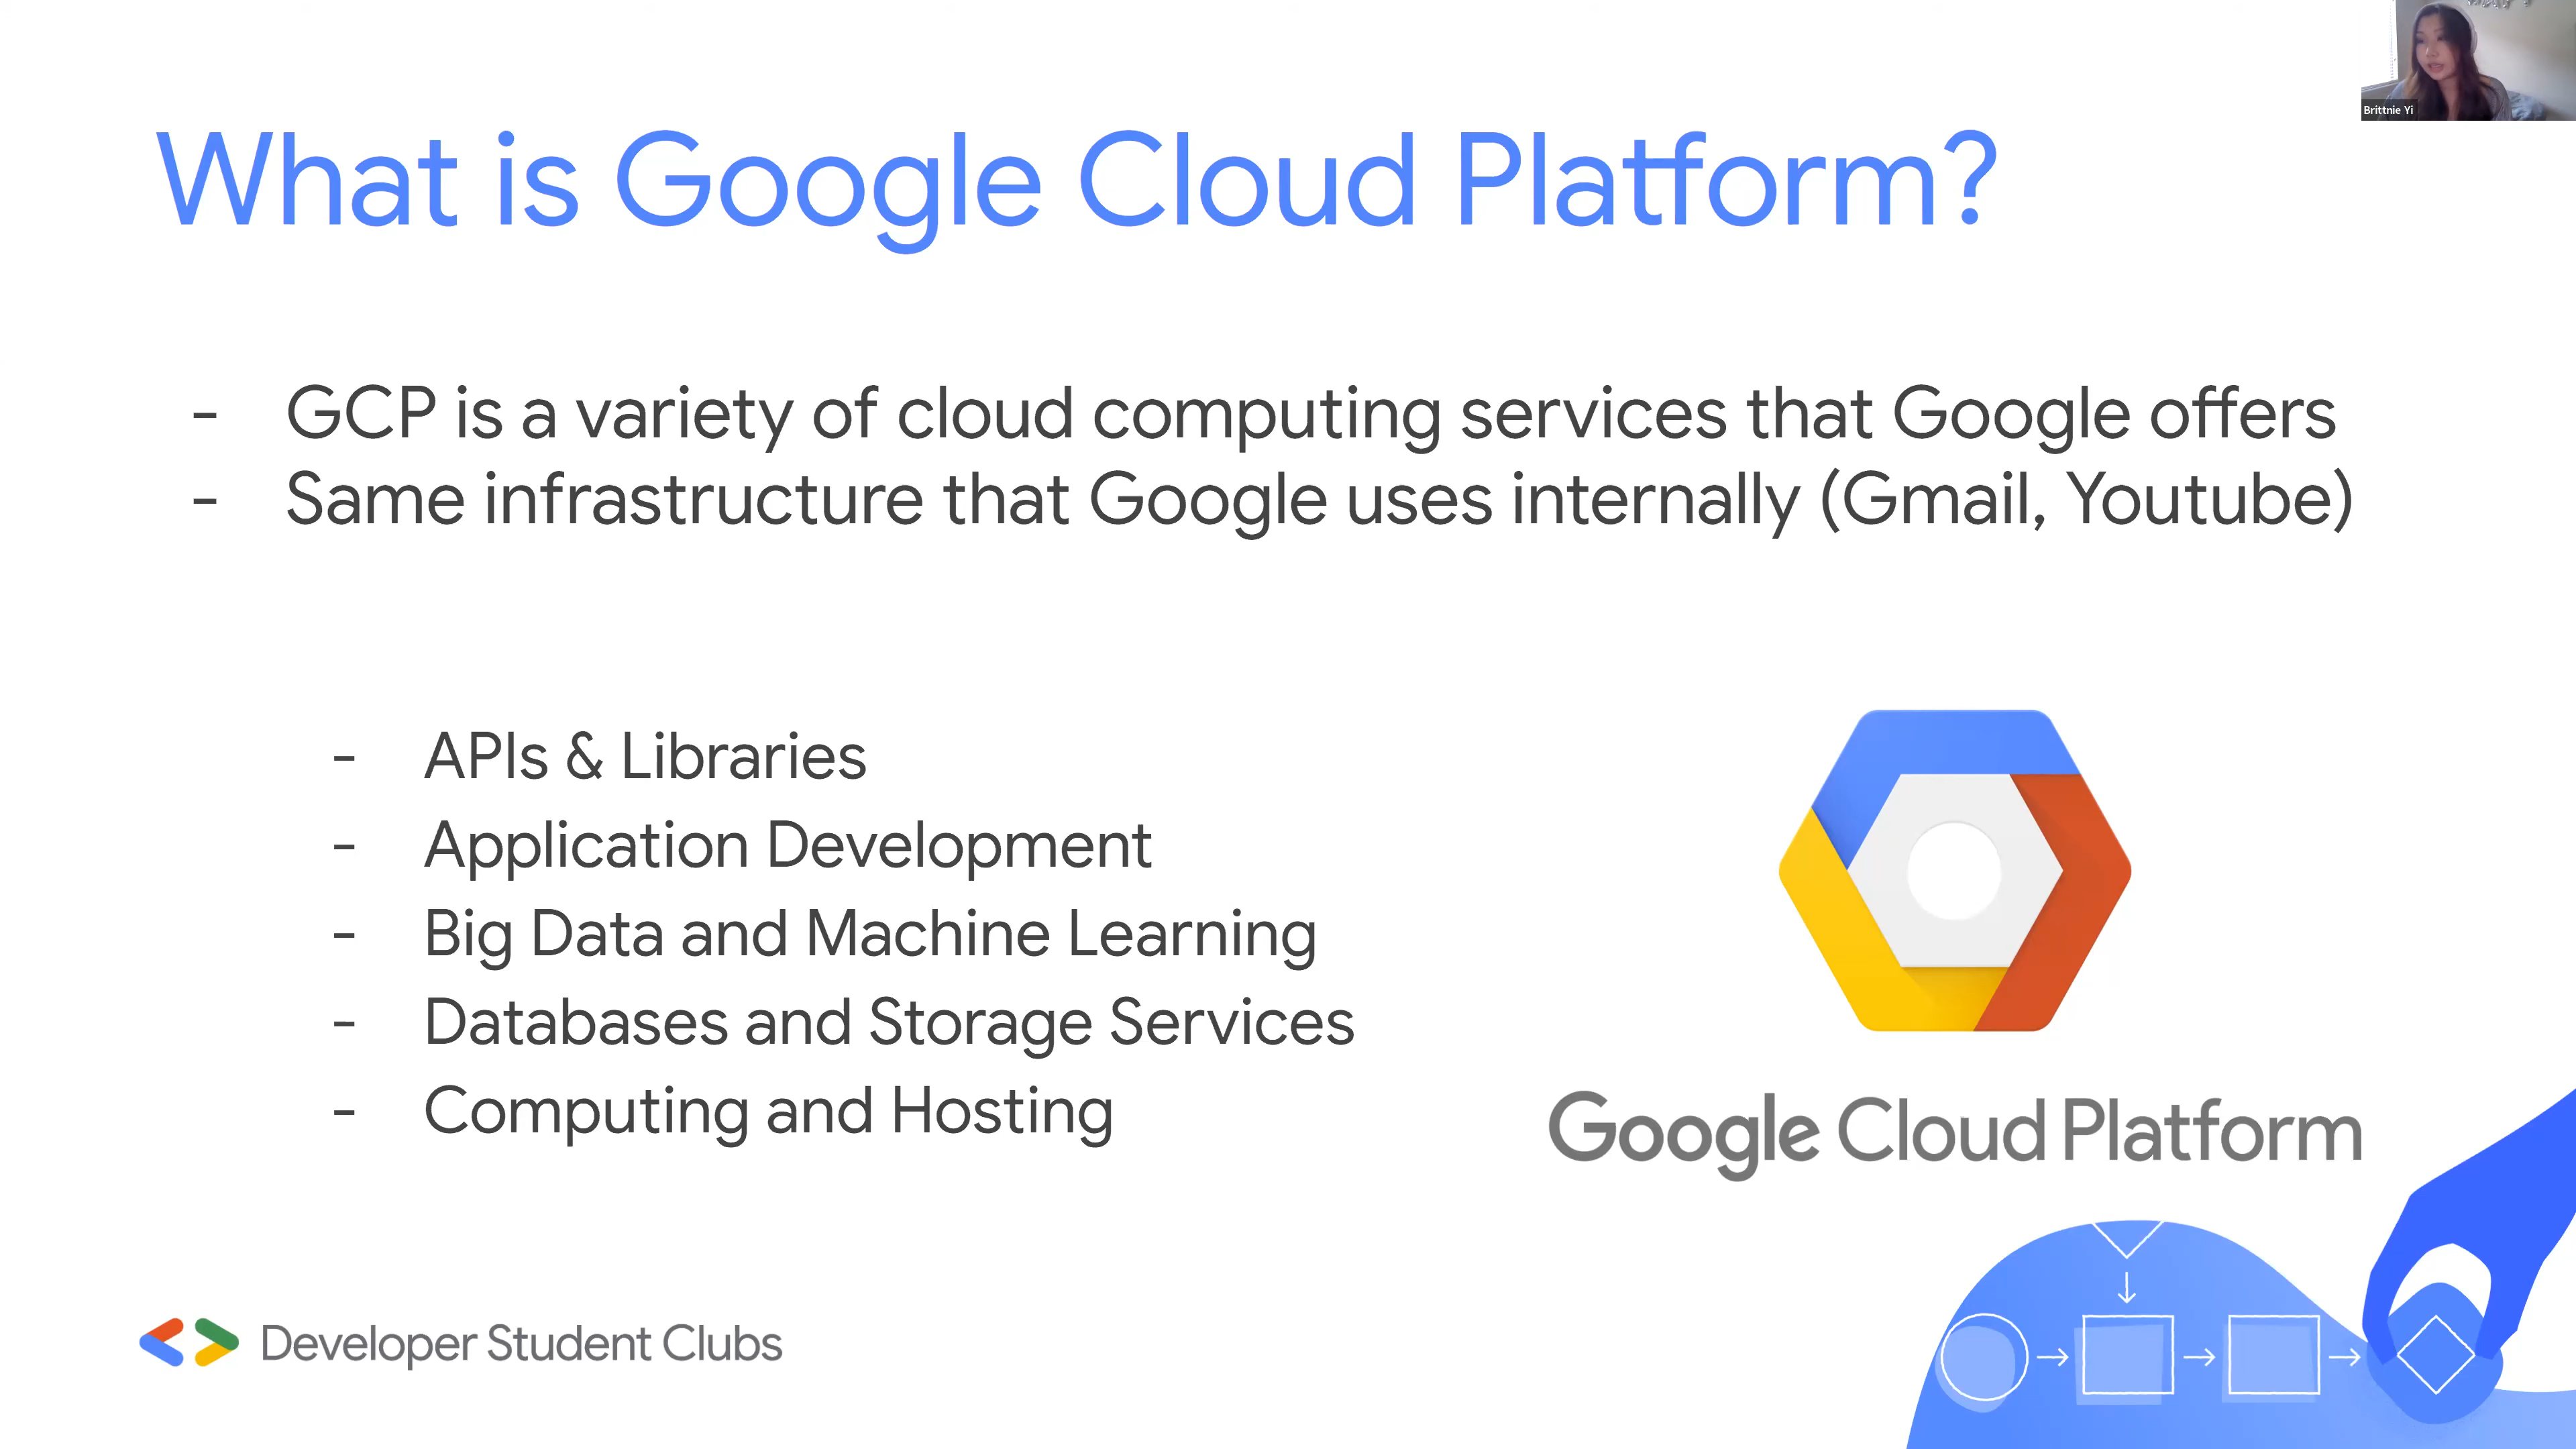 Brittnie Yi
What is Google Cloud Platform?
- GCP is a variety of cloud computing services that Google offers
- Same infrastructure that Google uses internally (Gmail, Youtube)
- APIs & Libraries
- Application Development
- Big Data and Machine Learning
- Databases and Storage Services
- Computing and Hosting
Google Cloud Platform
Developer Student Clubs